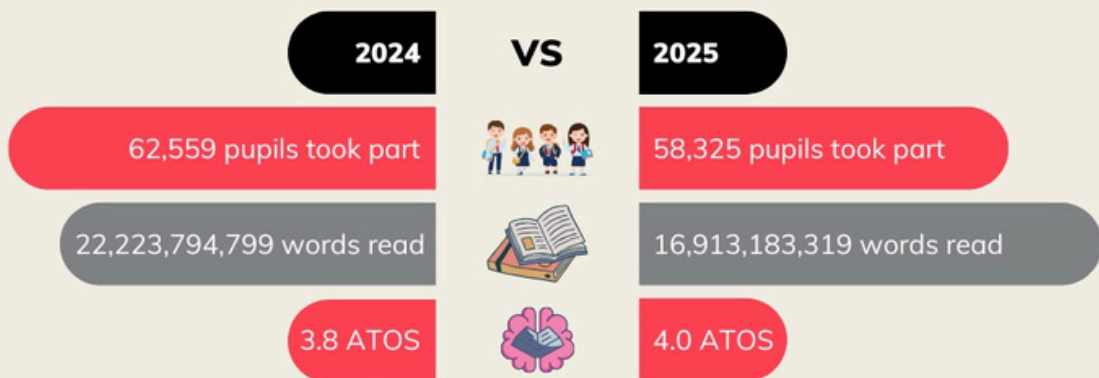 2024 VS 2025
62,559 pupils took part 58,325 pupils took part
22,223,794,799 words read 16,913,183,319 words read
3.8 ATOS 4.0 ATOS